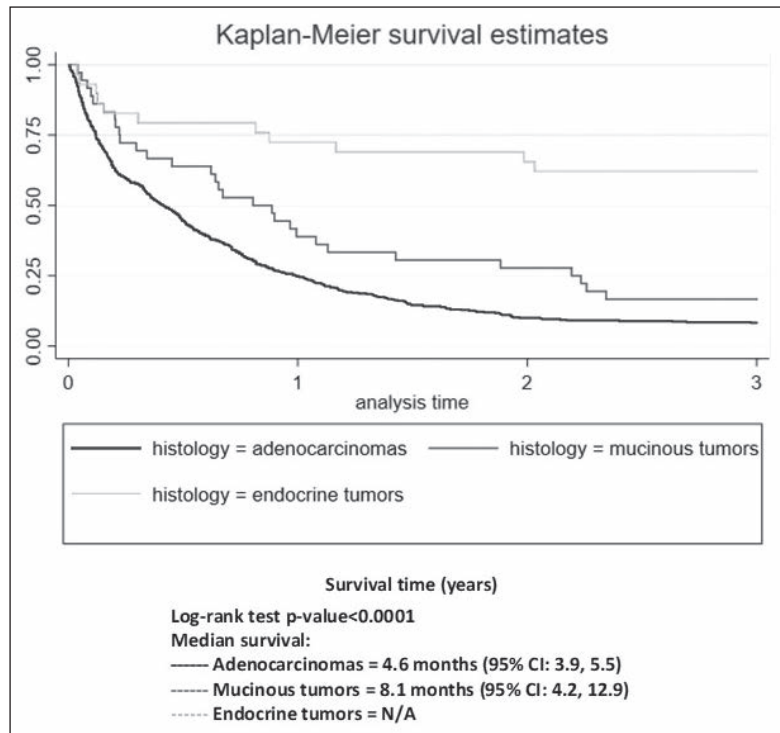 Kaplan-Meier survival estimates
1.00
0.75
0.50
0.25
0.00
0 1 2 3
analysis time
histology = adenocarcinomas histology = mucinous tumors
histology = endocrine tumors
Survival time (years)
Log-rank test p-value<0.0001
Median survival:
------ Adenocarcinomas = 4.6 months (95% CI: 3.9, 5.5)
------ Mucinous tumors = 8.1 months (95% CI: 4.2, 12.9)
------ Endocrine tumors = N/A